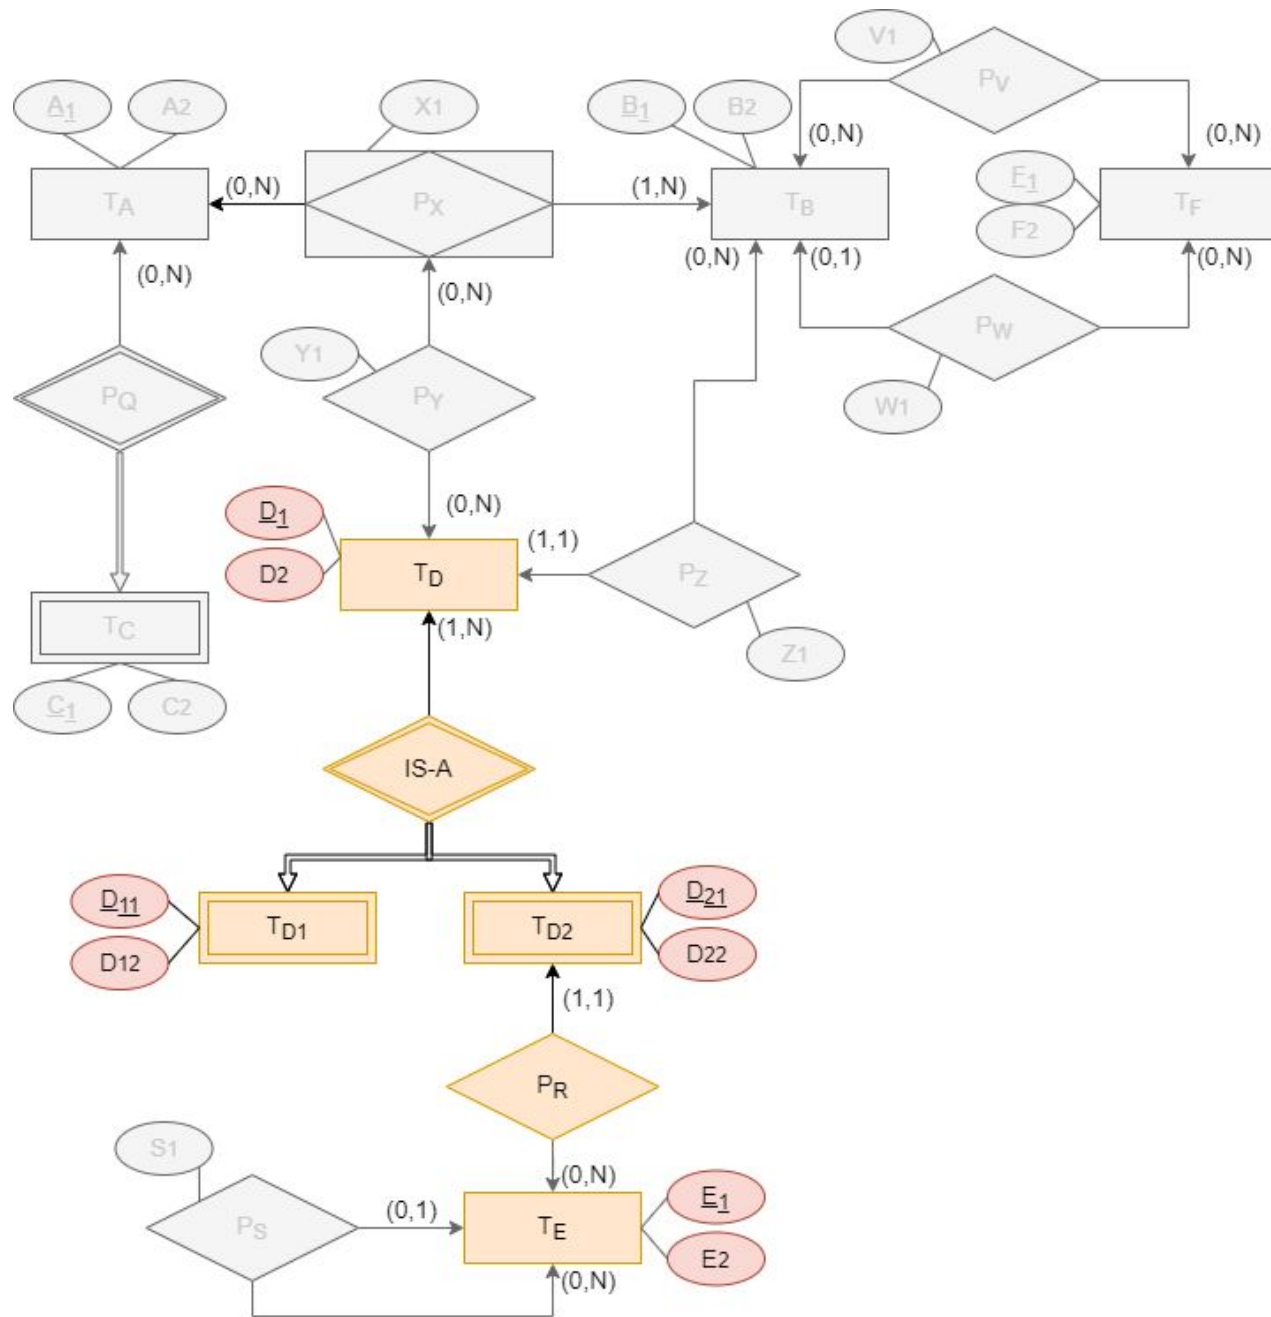 V1
A1 A2 X1 B1 B2 PV
(0,N) (0,N)
(0,N) (1,N)
TA PX TB F1 TF
F2
(0,N) (0,N) (0,N) (0,1) (0,N)
Y1 PW
PQ PY
W1
D1 (0,N)
(1,1)
D2 TD PZ
TC (1,N)
Z1
C1 C2
IS-A
D11 D21
TD1 TD2
D12 D22
(1,1)
PR
S1
(0,N)
E1
(0,1)
PS TE
E2
(0,N)